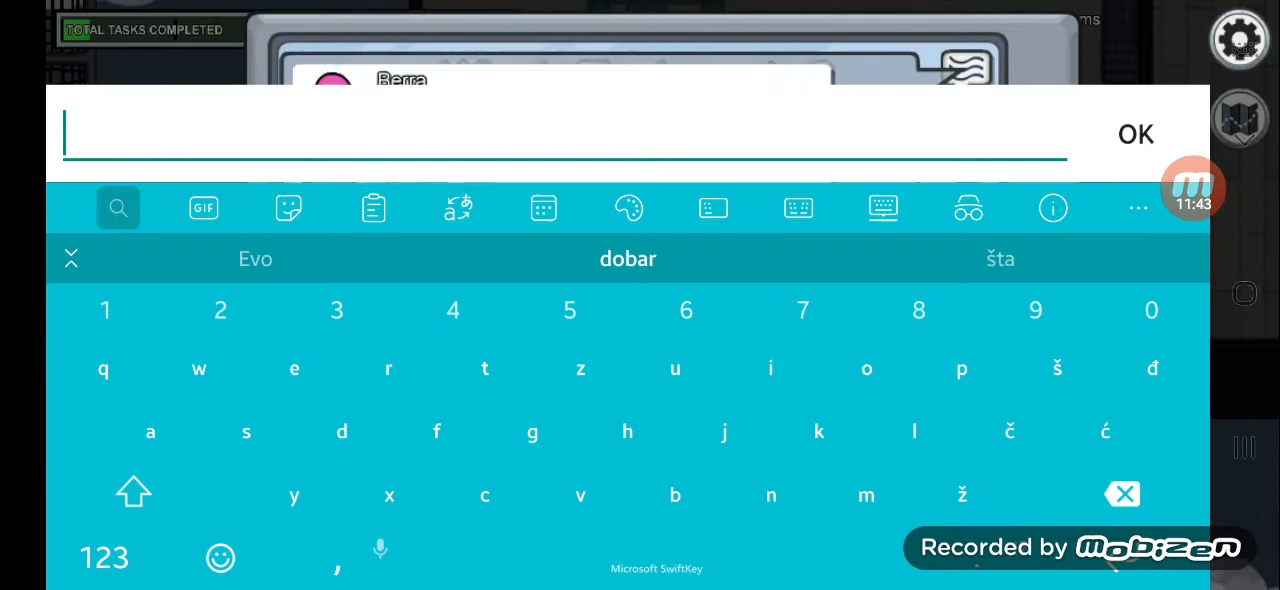 TOTAL TASKS COMPLETED
ms
Berra
OK
GIF
11:43
Evo dobar šta
1 2 3 4 5 6 7 8 9 0
q w e r t z u i o p š đ
a s d f g h j k l č ć
y x c v b n m ž
123 , .
Microsoft SwiftKey
Recorded by mobizen